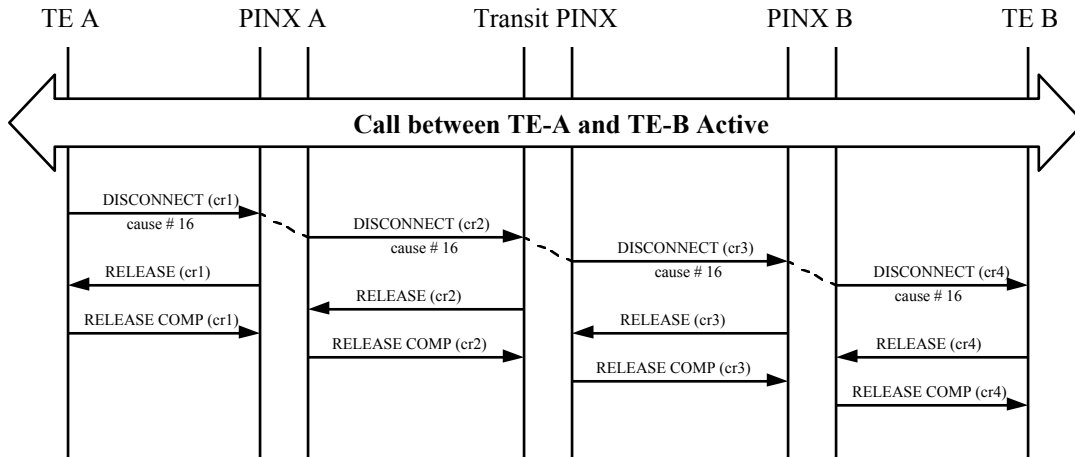 TE A PINX A Transit PINX PINX B TE B
Call between TE-A and TE-B Active
DISCONNECT (cr1)
cause # 16
DISCONNECT (cr2)
cause # 16
DISCONNECT (cr3)
cause # 16
DISCONNECT (cr4)
cause # 16
RELEASE (cr1)
RELEASE (cr2)
RELEASE (cr3)
RELEASE (cr4)
RELEASE COMP (cr1)
RELEASE COMP (cr2)
RELEASE COMP (cr3)
RELEASE COMP (cr4)